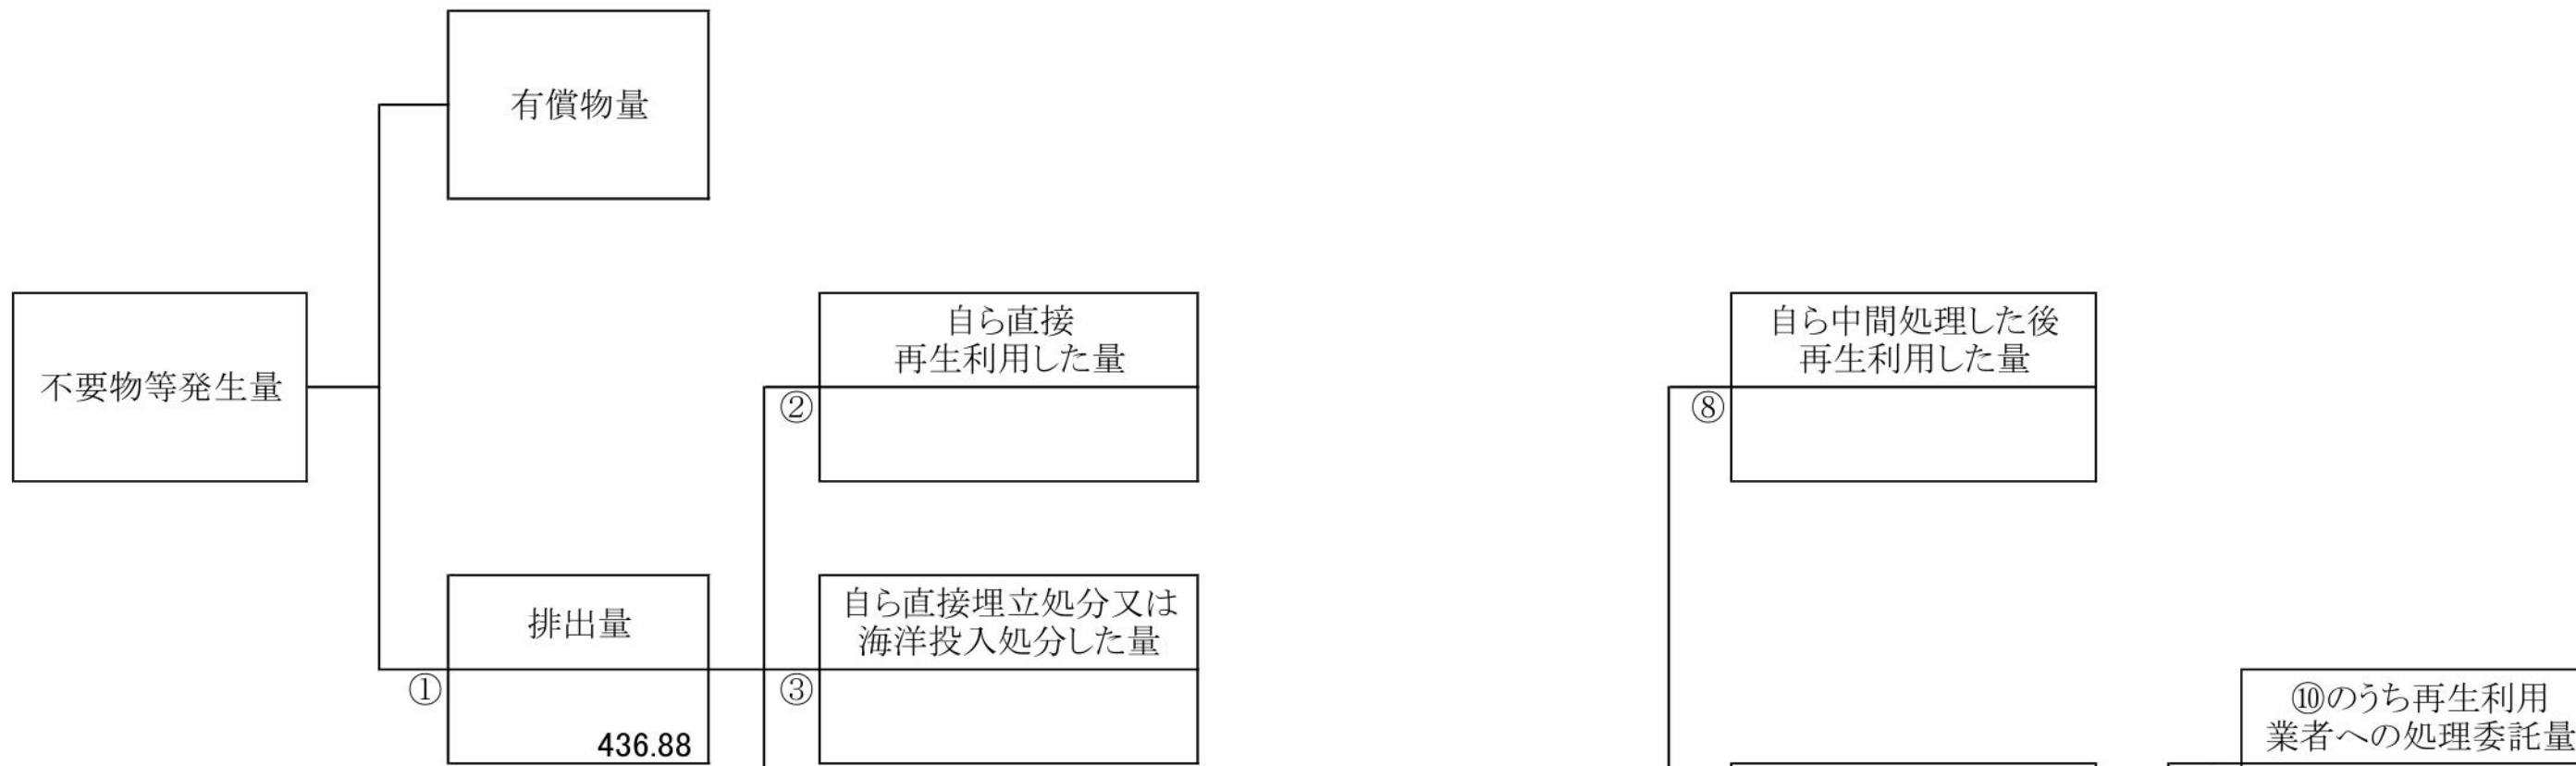 有償物量
不要物等発生量
自ら直接
再生利用した量
②
自ら中間処理した後
再生利用した量
⑧
排出量
①
436.88
自ら直接埋立処分又は
海洋投入処分した量
③
⑩のうち再生利用
業者への処理委託量